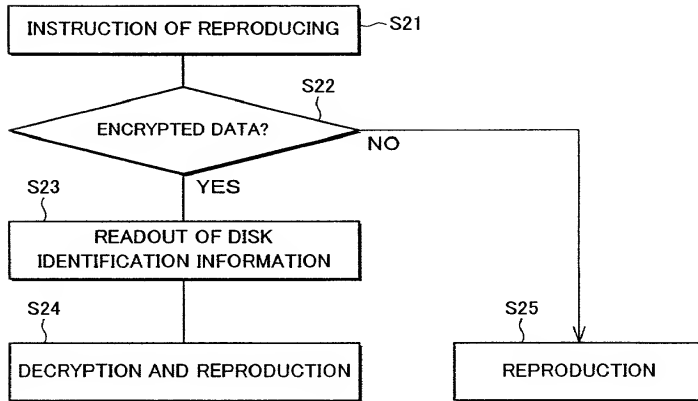 INSTRUCTION OF REPRODUCING
S21
S22
ENCRYPTED DATA?
NO
YES
S23
READOUT OF DISK
IDENTIFICATION INFORMATION
S24
DECRYPTION AND REPRODUCTION
S25
REPRODUCTION